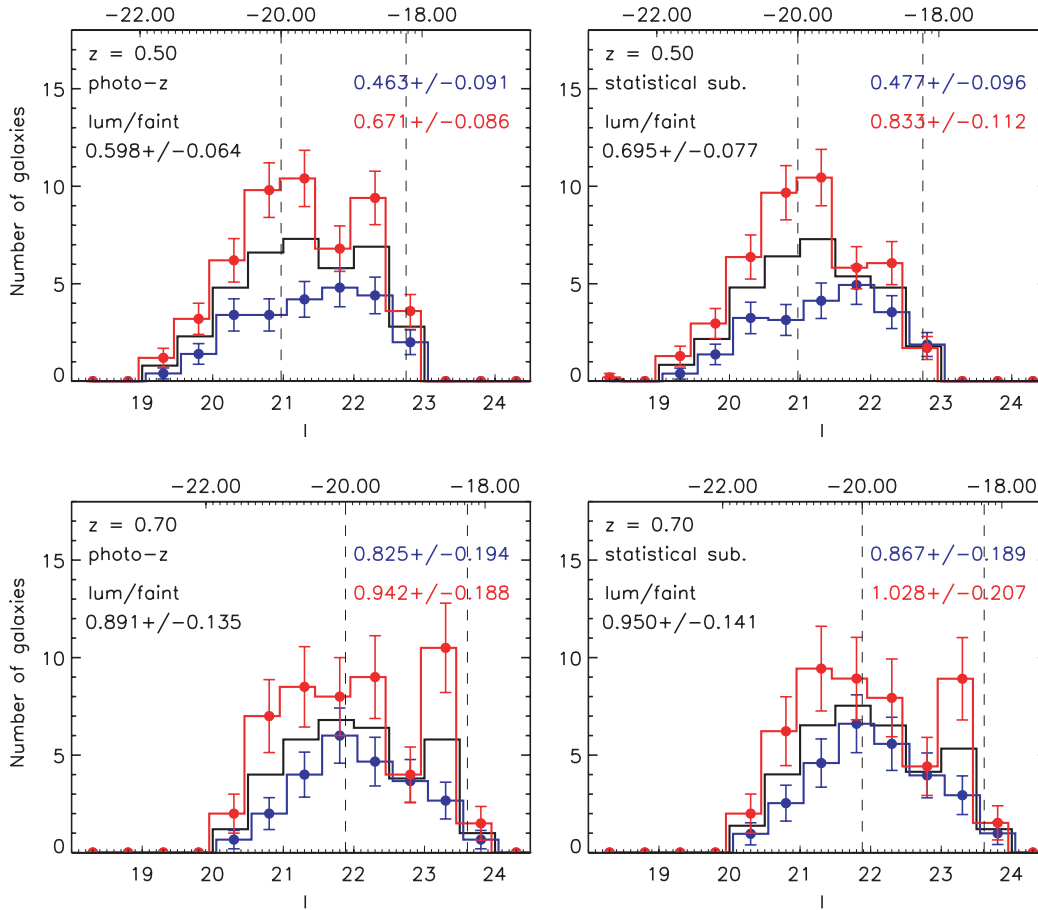 −22.00 −20.00 −18.00
z = 0.50
photo−z 0.463+/−0.091
lum/faint 0.671+/−0.086
0.598+/−0.064
Number of galaxies
15
10
5
0
19 20 21 22 23 24
I
−22.00 −20.00 −18.00
z = 0.50
statistical sub. 0.477+/−0.096
lum/faint 0.833+/−0.112
0.695+/−0.077
15
10
5
0
19 20 21 22 23 24
I
−22.00 −20.00 −18.00
z = 0.70
photo−z 0.825+/−0.194
lum/faint 0.942+/−0.188
0.891+/−0.135
Number of galaxies
15
10
5
0
19 20 21 22 23 24
I
−22.00 −20.00 −18.00
z = 0.70
statistical sub. 0.867+/−0.189
lum/faint 1.028+/−0.207
0.950+/−0.141
15
10
5
0
19 20 21 22 23 24
I